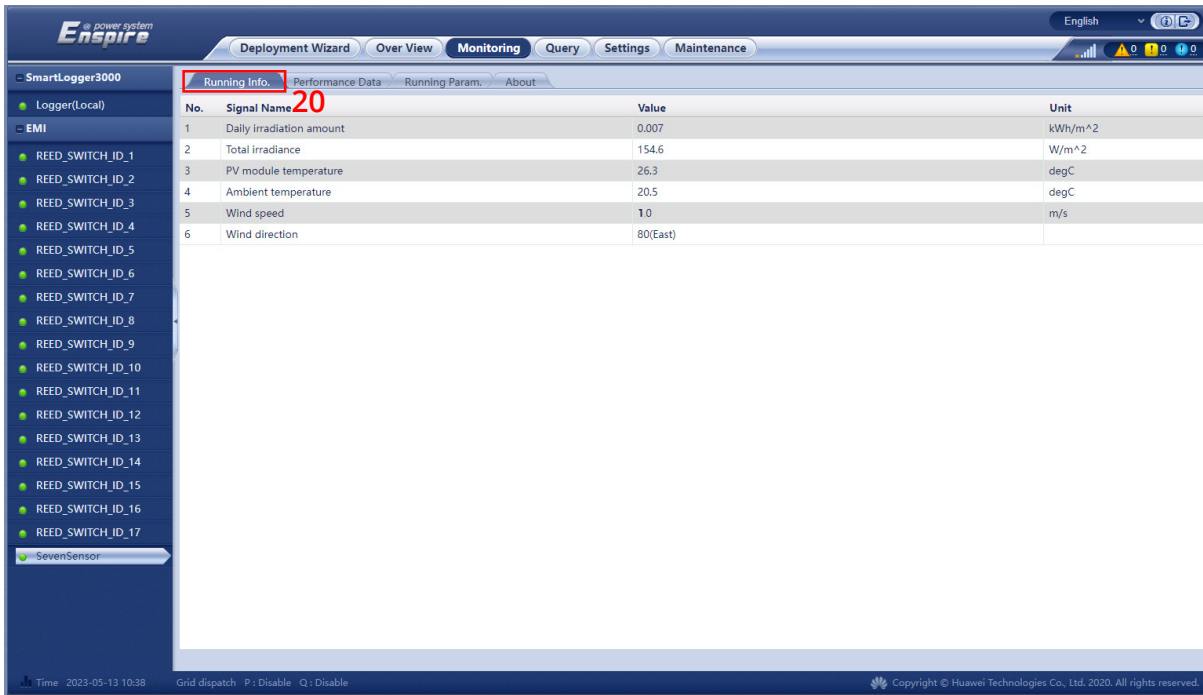 Enspire e power system
English
Deployment Wizard Over View Monitoring Query Settings Maintenance
0 0 0
SmartLogger3000
Logger(Local)
EMI
REED_SWITCH_ID_1
REED_SWITCH_ID_2
REED_SWITCH_ID_3
REED_SWITCH_ID_4
REED_SWITCH_ID_5
REED_SWITCH_ID_6
REED_SWITCH_ID_7
REED_SWITCH_ID_8
REED_SWITCH_ID_9
REED_SWITCH_ID_10
REED_SWITCH_ID_11
REED_SWITCH_ID_12
REED_SWITCH_ID_13
REED_SWITCH_ID_14
REED_SWITCH_ID_15
REED_SWITCH_ID_16
REED_SWITCH_ID_17
SevenSensor
Running Info. Performance Data Running Param. About
20
No. Signal Name Value Unit
1 Daily irradiation amount 0.007 kWh/m^2
2 Total irradiance 154.6 W/m^2
3 PV module temperature 26.3 degC
4 Ambient temperature 20.5 degC
5 Wind speed 1.0 m/s
6 Wind direction 80(East)
Time 2023-05-13 10:38 Grid dispatch P : Disable Q : Disable Copyright © Huawei Technologies Co., Ltd. 2020. All rights reserved.